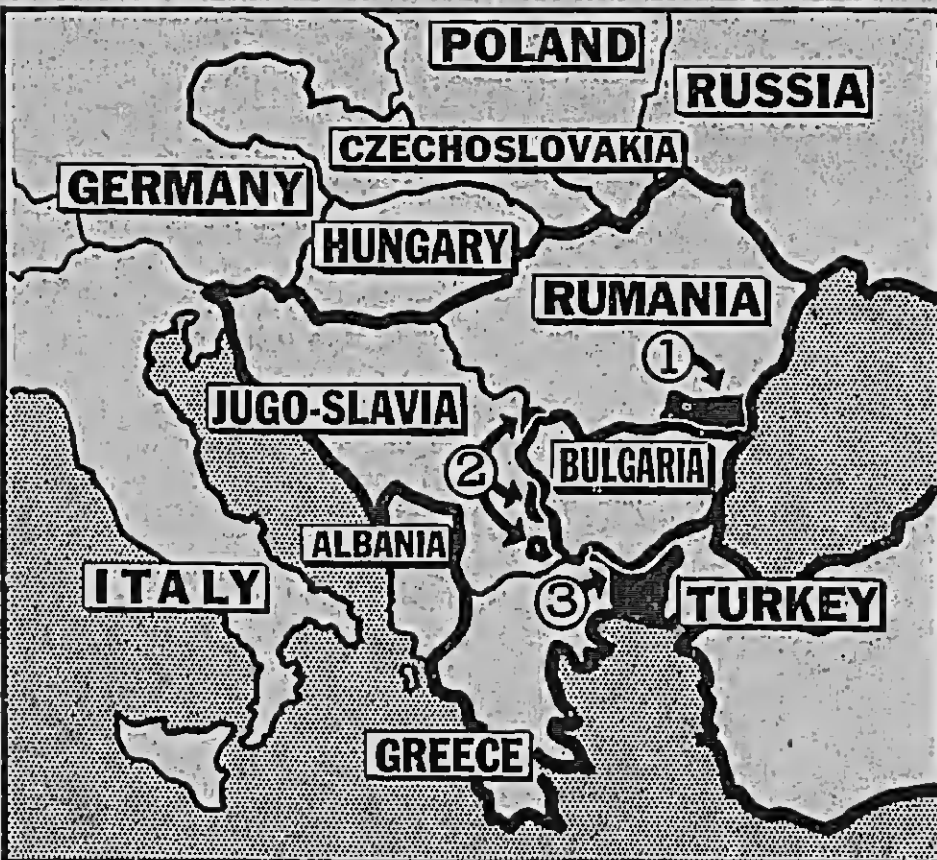 POLAND
RUSSIA
CZECHOSLOVAKIA
GERMANY
HUNGARY
RUMANIA
1
JUGO-SLAVIA
2
BULGARIA
ALBANIA
ITALY
3
TURKEY
GREECE